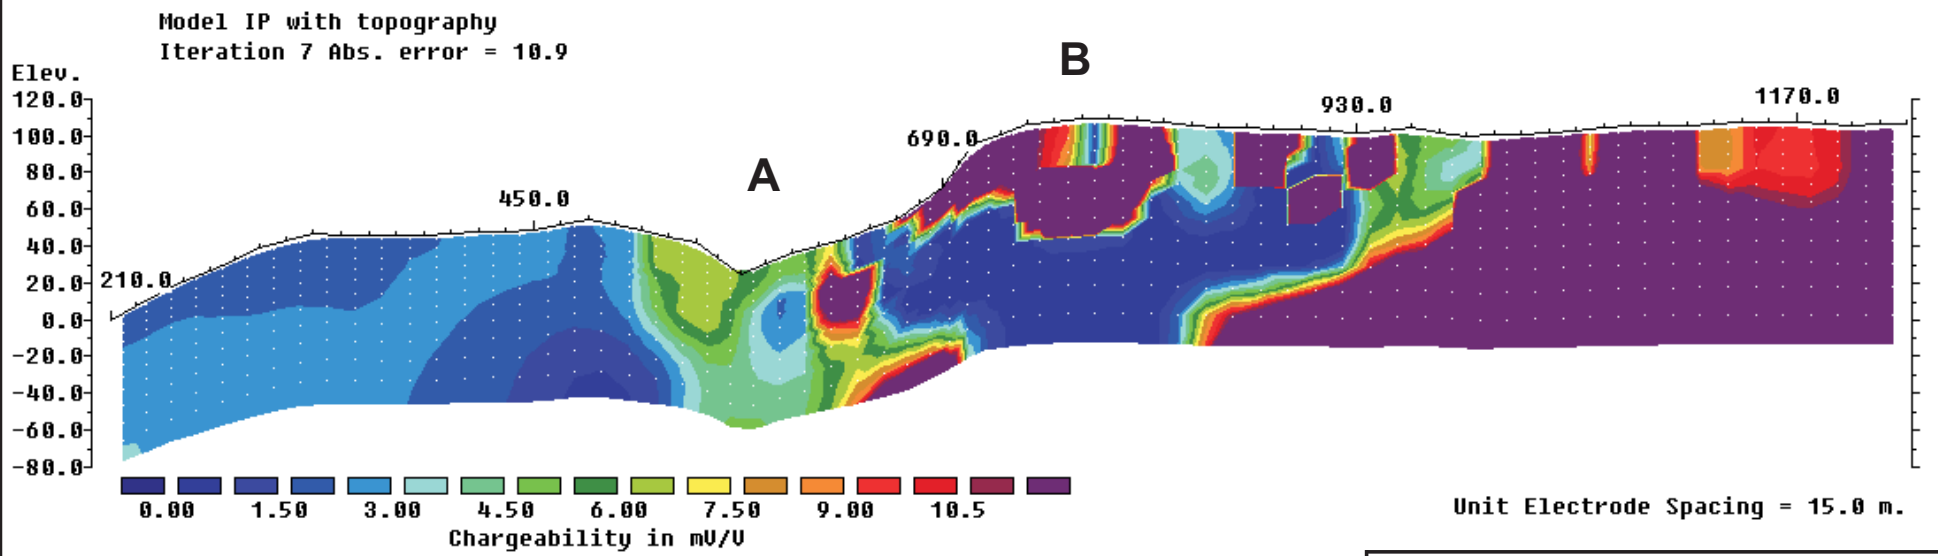 Model IP with topography
Iteration 7 Abs. error = 10.9
B
Elev.
120.0
1170.0
930.0
100.0
690.0
80.0
A
60.0
450.0
40.0
20.0
210.0
0.0
-20.0
-40.0
-60.0
-80.0
0.00 1.50 3.00 4.50 6.00 7.50 9.00 10.5
Unit Electrode Spacing = 15.0 m.
Chargeability in mV/V